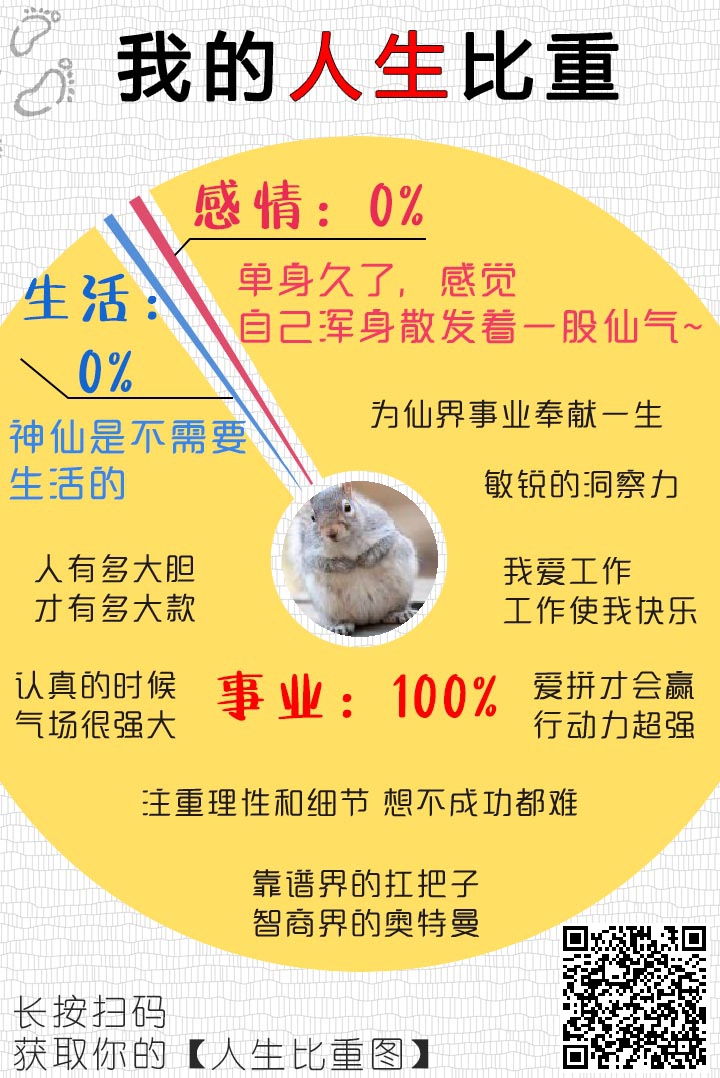 我的人生比重
感情：0%
单身久了，感觉
自己浑身散发着一股仙气~
生活：
0%
神仙是不需要
生活的
为仙界事业奉献一生
敏锐的洞察力
人有多大胆
才有多大款
我爱工作
工作使我快乐
认真的时候
气场很强大
事业：100%
爱拼才会赢
行动力超强
注重理性和细节 想不成功都难
靠谱界的扛把子
智商界的奥特曼
长按扫码
获取你的【人生比重图】